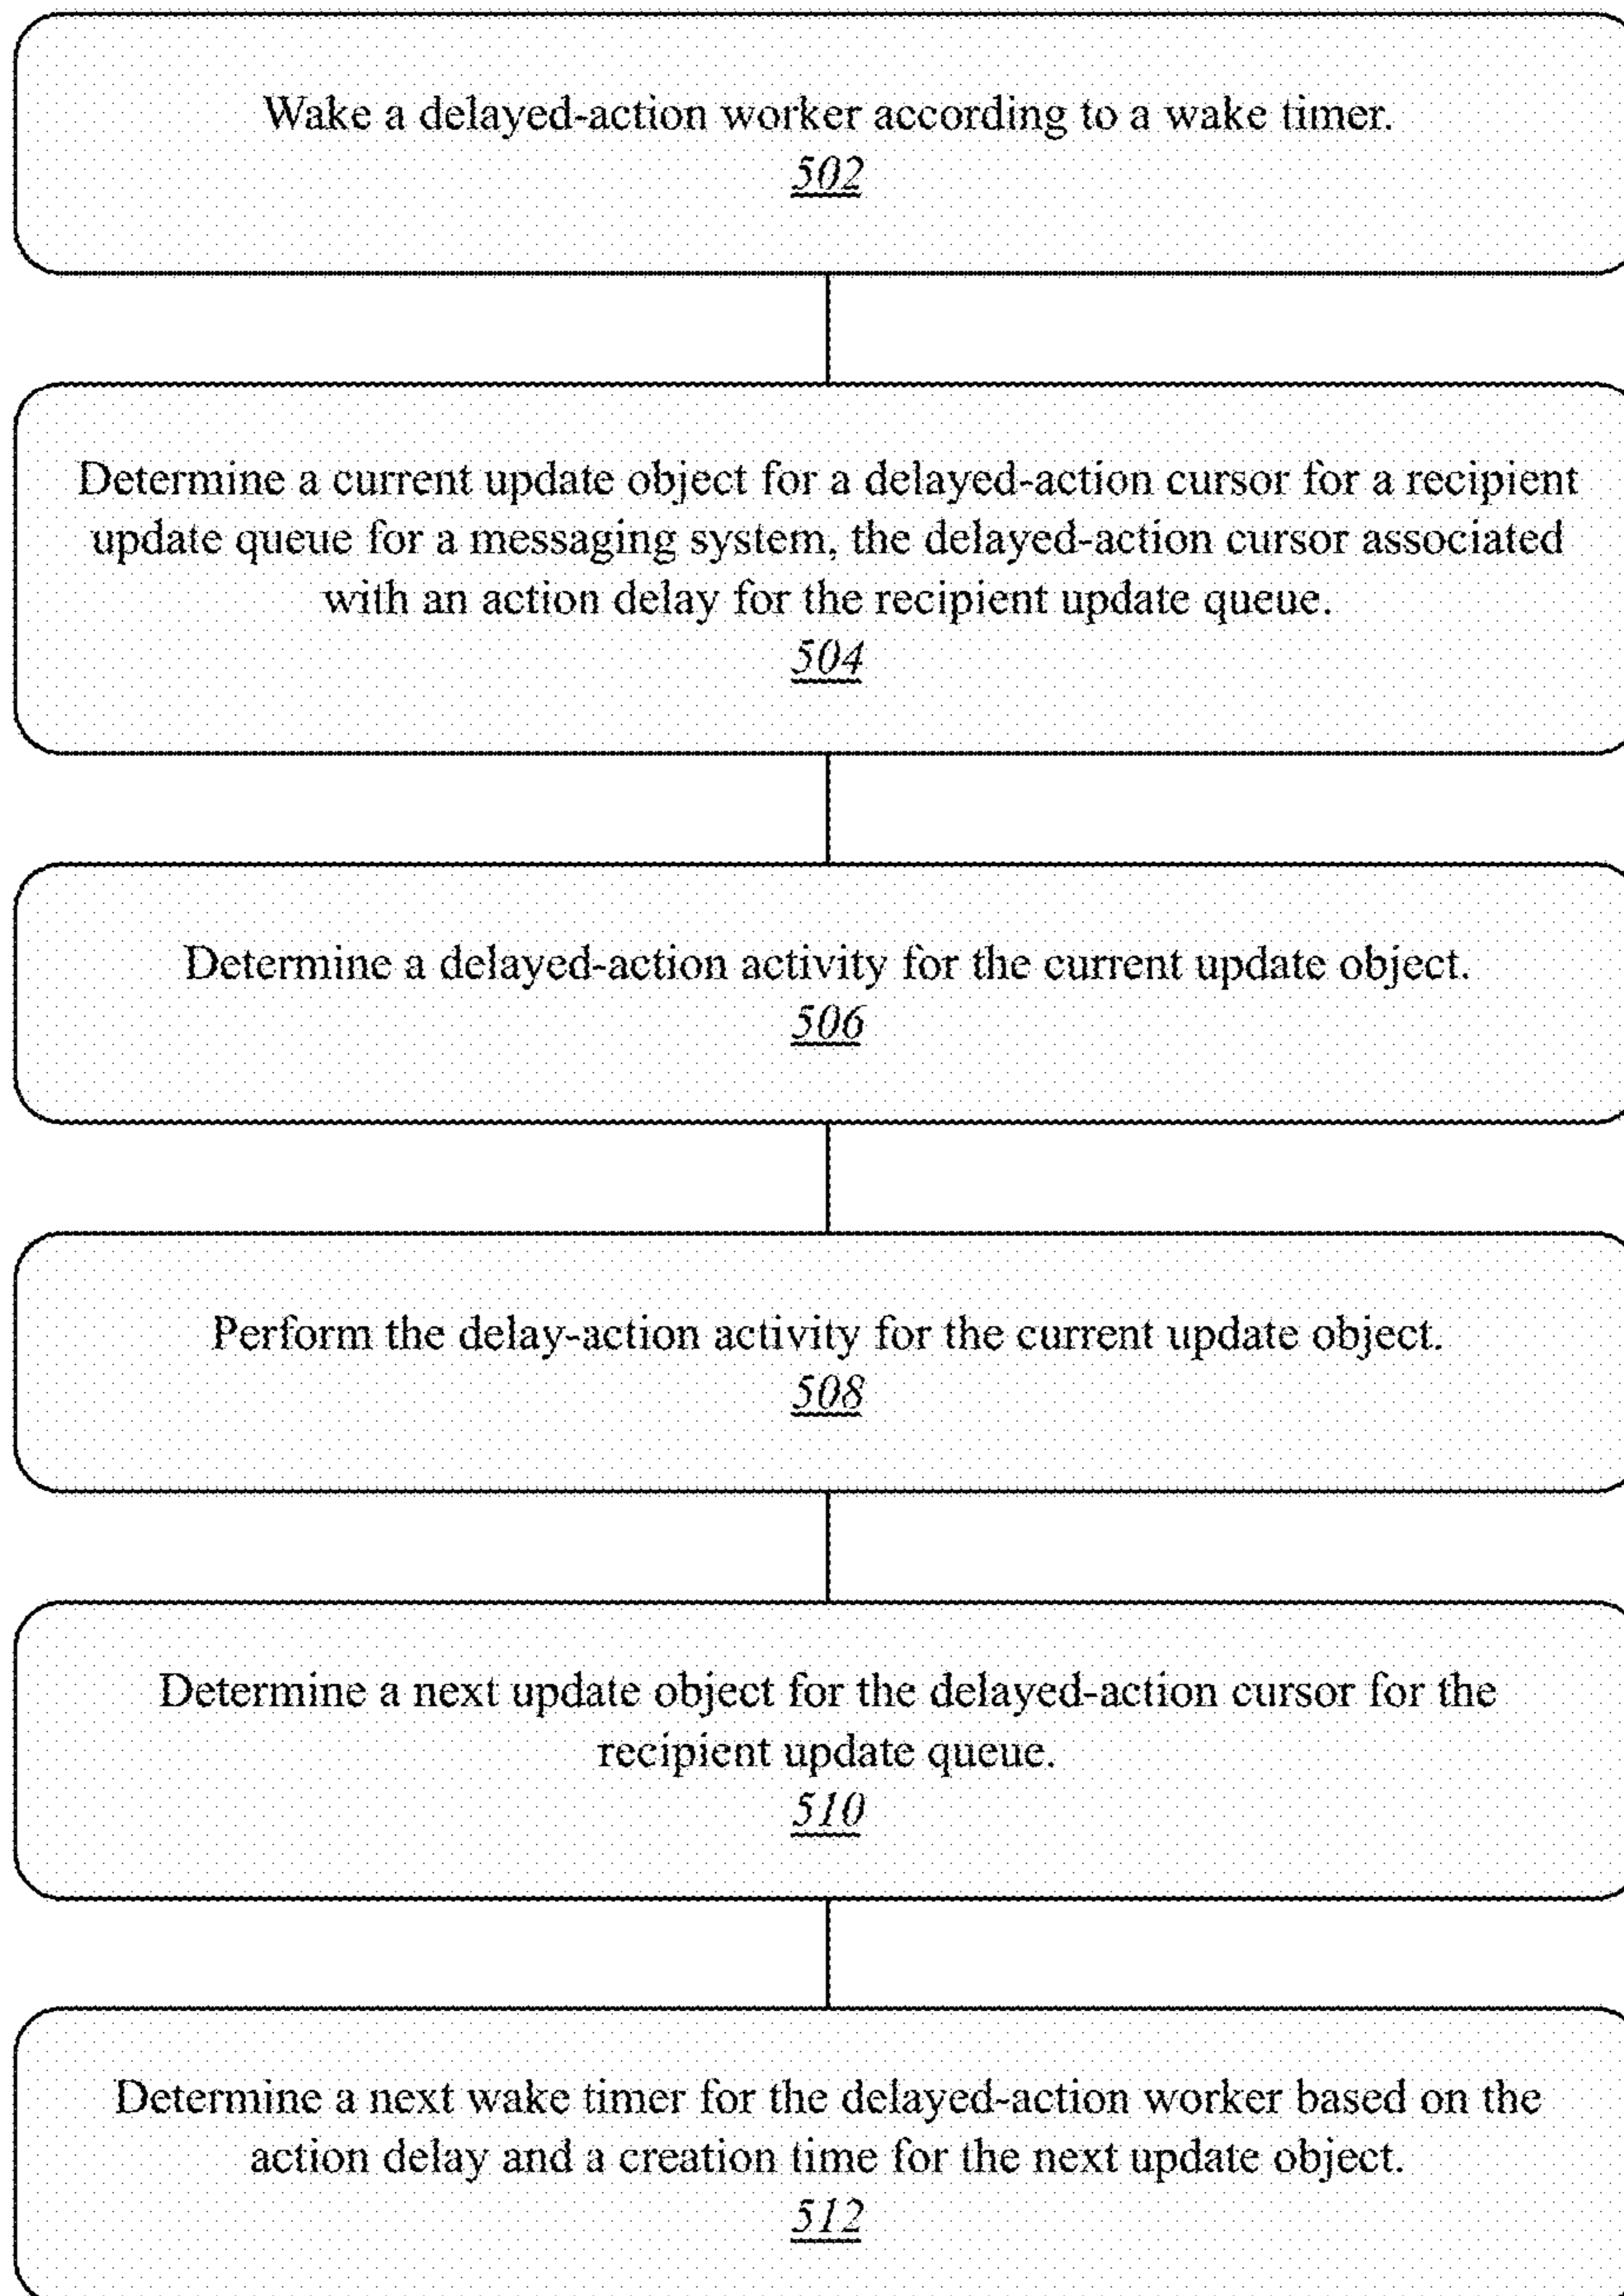 Wake a delayed-action worker according to a wake timer.
502
Determine a current update object for a delayed-action cursor for a recipient
update queue for a messaging system, the delayed-action cursor associated
with an action delay for the recipient update queue.
504
Determine a delayed-action activity for the current update object.
506
Perform the delay-action activity for the current update object.
508
Determine a next update object for the delayed-action cursor for the
recipient update queue.
510
Determine a next wake timer for the delayed-action worker based on the
action delay and a creation time for the next update object.
512